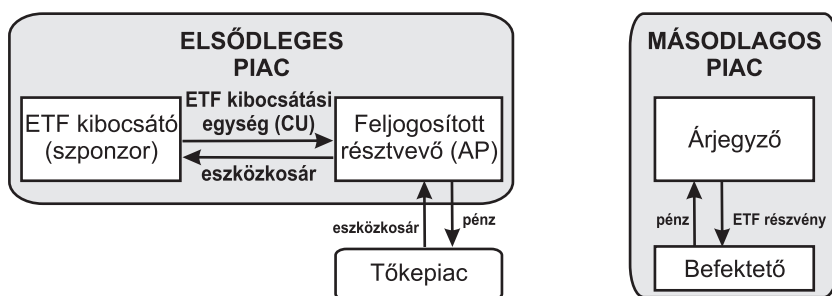 ELSŐDLEGES
PIAC
ETF kibocsátó
(szponzor)
ETF kibocsátási
egység (CU)
eszközkosár
Feljogosított
résztvevő (AP)
eszközkosár
pénz
Tőkepiac
MÁSODLAGOS
PIAC
Árjegyző
pénz
ETF részvény
Befektető